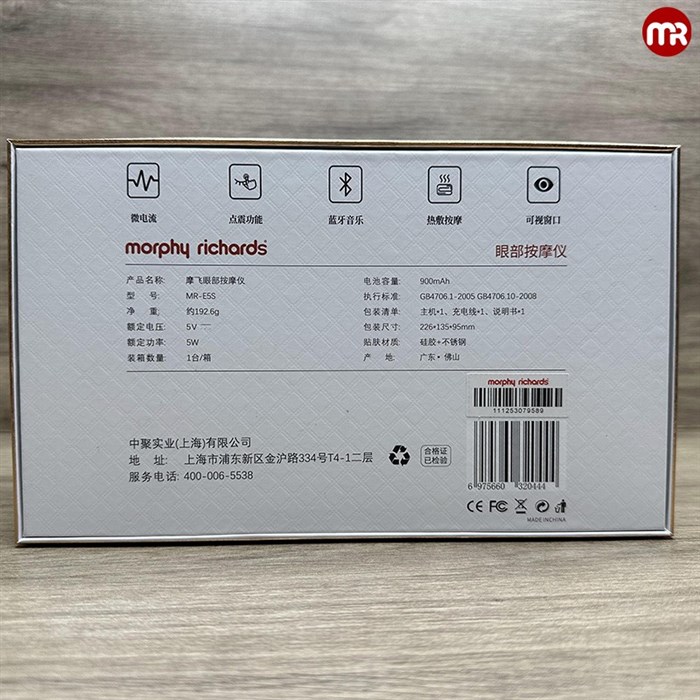 mR
微电流 点震功能 蓝牙音乐 热敷按摩 可视窗口
morphy richards 眼部按摩仪
产品名称: 摩飞眼部按摩仪 电池容量: 900mAh
型 号: MR-E5S 执行标准: GB4706.1-2005 GB4706.10-2008
净 重: 约192.6g 包装清单: 主机*1、充电线*1、说明书*1
额定电压: 5V 包装尺寸: 226*135*95mm
额定功率: 5W 贴肤材质: 硅胶+不锈钢
装箱数量: 1台/箱 产 地: 广东·佛山
morphy richards
111253079589
中聚实业(上海)有限公司
地 址: 上海市浦东新区金沪路334号T4-1二层
服务电话: 400-006-5538
合格证
已检验
6 975660 320444
CE FC
MADE INCHINA